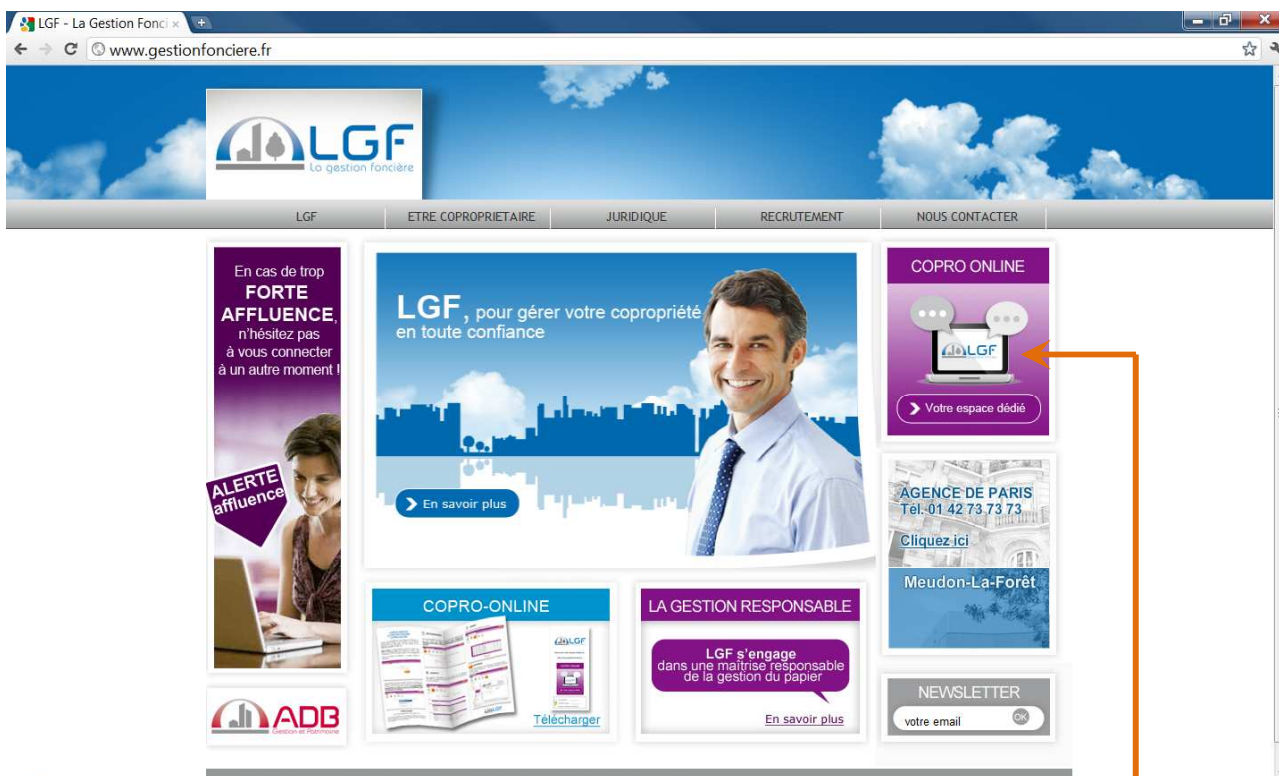 LGF - La Gestion Fonci
www.gestionfonciere.fr
LGF
La gestion foncière
LGF
ETRE COPROPRIETAIRE
JURIDIQUE
RECRUTEMENT
NOUS CONTACTER
En cas de trop
FORTE
AFFLUENCE,
n'hésitez pas
à vous connecter
à un autre moment !
ALERTE
affluence
ADB
Gestion et Patrimoine
LGF, pour gérer votre copropriété
en toute confiance
En savoir plus
COPRO-ONLINE
LGF
Télécharger
LA GESTION RESPONSABLE
LGF s'engage
dans une maîtrise responsable
de la gestion du papier
En savoir plus
COPRO ONLINE
LGF
Votre espace dédié
AGENCE DE PARIS
Tél. 01 42 73 73 73
Cliquez ici
Meudon-La-Forêt
NEWSLETTER
votre email
OK